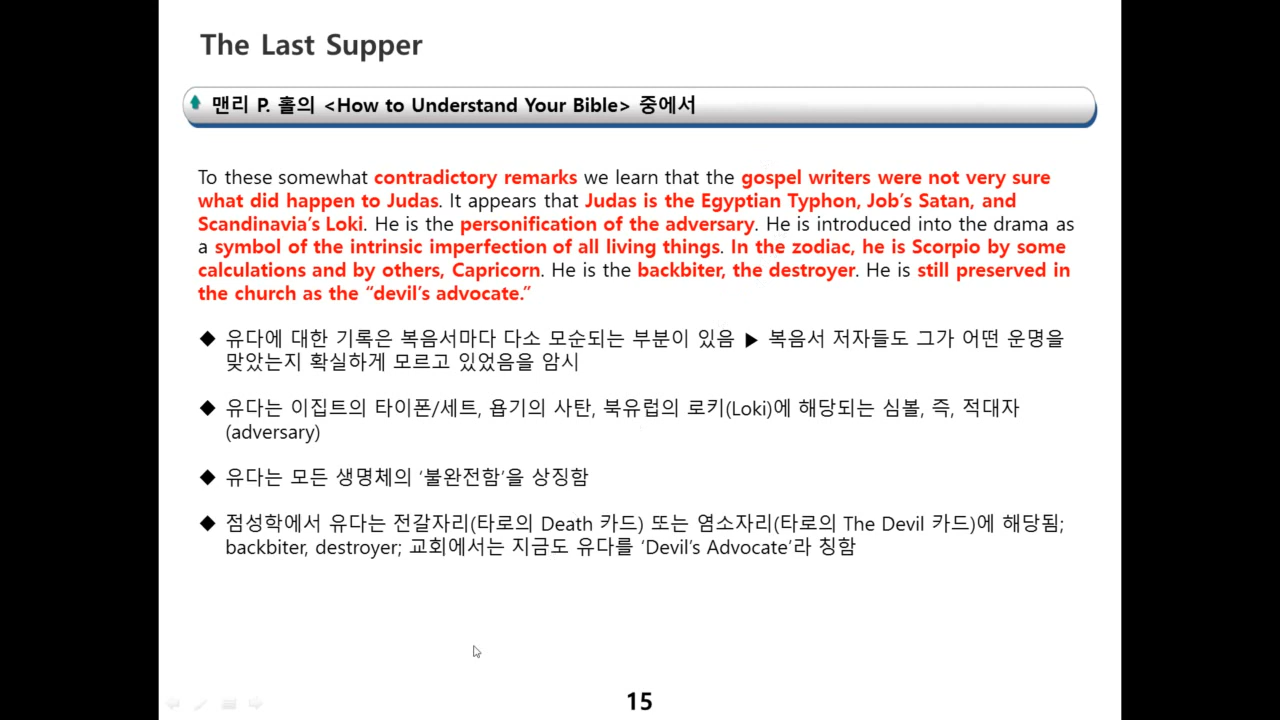 The Last Supper
맨리 P. 홀의 <How to Understand Your Bible> 중에서
To these somewhat contradictory remarks we learn that the gospel writers were not very sure
what did happen to Judas. It appears that Judas is the Egyptian Typhon, Job's Satan, and
Scandinavia's Loki. He is the personification of the adversary. He is introduced into the drama as
a symbol of the intrinsic imperfection of all living things. In the zodiac, he is Scorpio by some
calculations and by others, Capricorn. He is the backbiter, the destroyer. He is still preserved in
the church as the “devil's advocate.”
◆ 유다에 대한 기록은 복음서마다 다소 모순되는 부분이 있음 ▶ 복음서 저자들도 그가 어떤 운명을
맞았는지 확실하게 모르고 있었음을 암시
◆ 유다는 이집트의 타이폰/세트, 욥기의 사탄, 북유럽의 로키(Loki)에 해당되는 심볼, 즉, 적대자
(adversary)
◆ 유다는 모든 생명체의 ‘불완전함’을 상징함
◆ 점성학에서 유다는 전갈자리(타로의 Death 카드) 또는 염소자리(타로의 The Devil 카드)에 해당됨;
backbiter, destroyer; 교회에서는 지금도 유다를 ‘Devil's Advocate’라 칭함
15